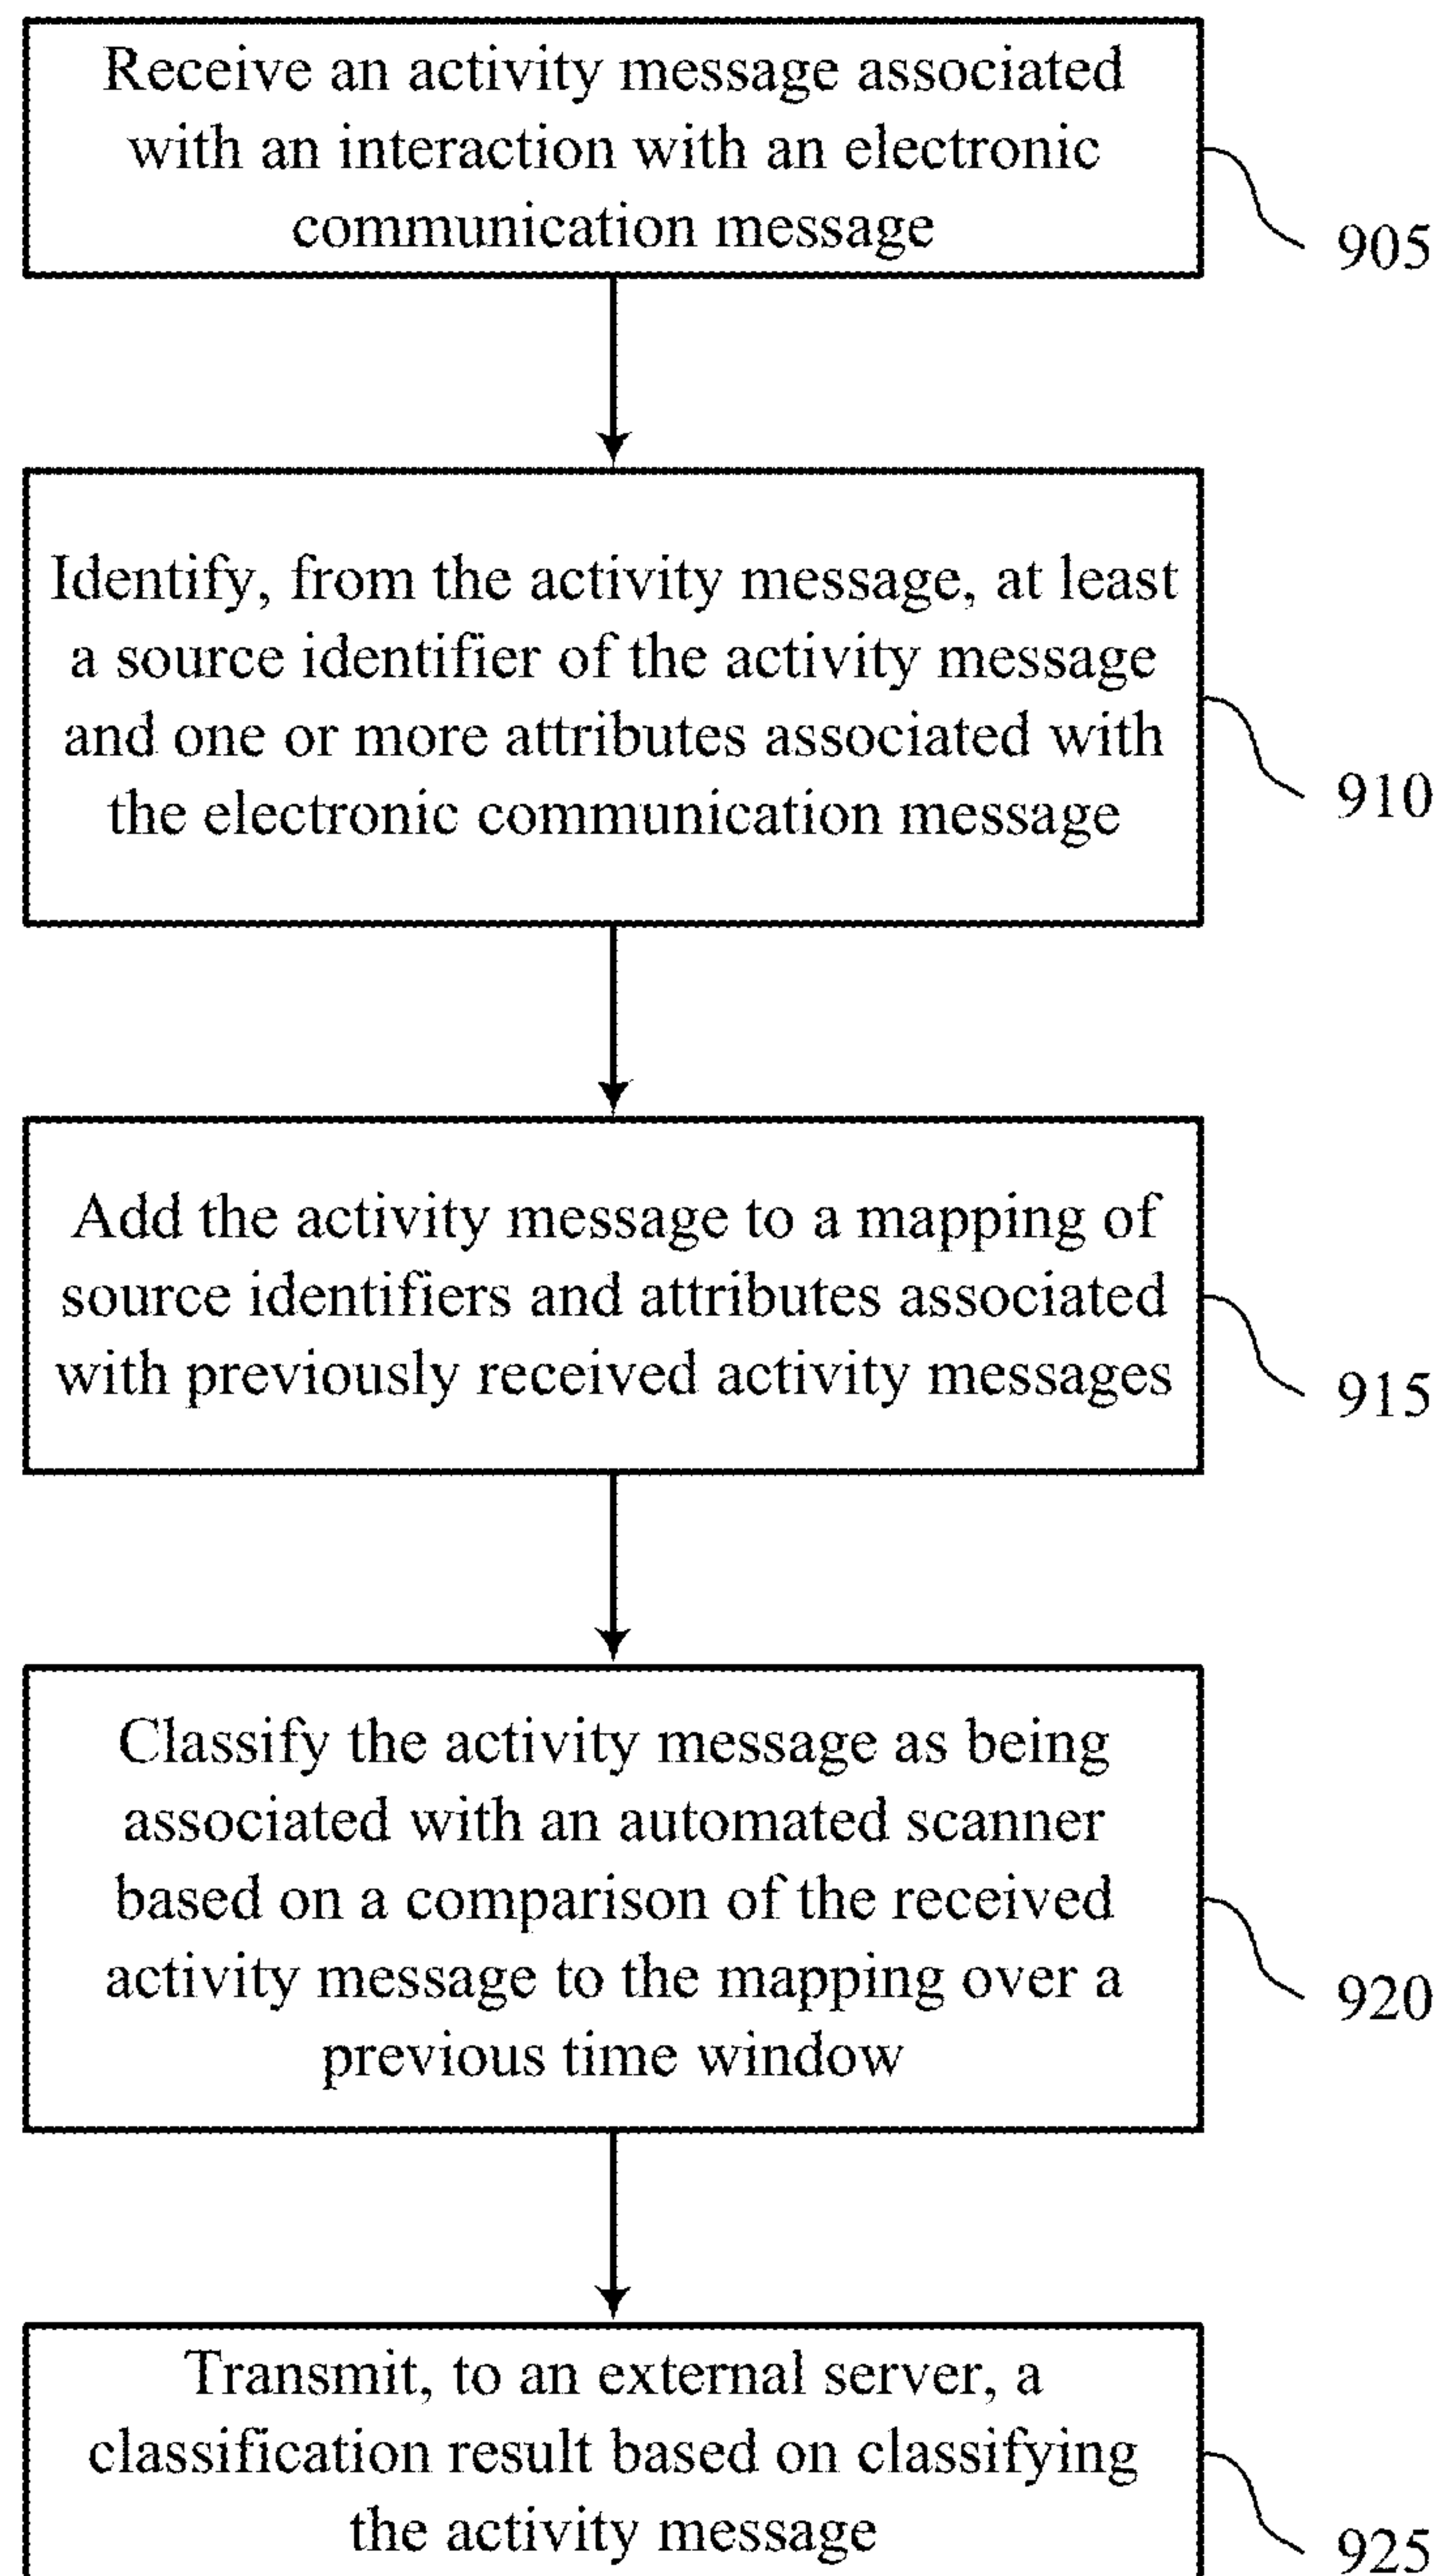 Receive an activity message associated
with an interaction with an electronic
communication message
905
Identify, from the activity message, at least
a source identifier of the activity message
and one or more attributes associated with
the electronic communication message
910
Add the activity message to a mapping of
source identifiers and attributes associated
with previously received activity messages
915
Classify the activity message as being
associated with an automated scanner
based on a comparison of the received
activity message to the mapping over a
previous time window
920
Transmit, to an external server, a
classification result based on classifying
the activity message
925